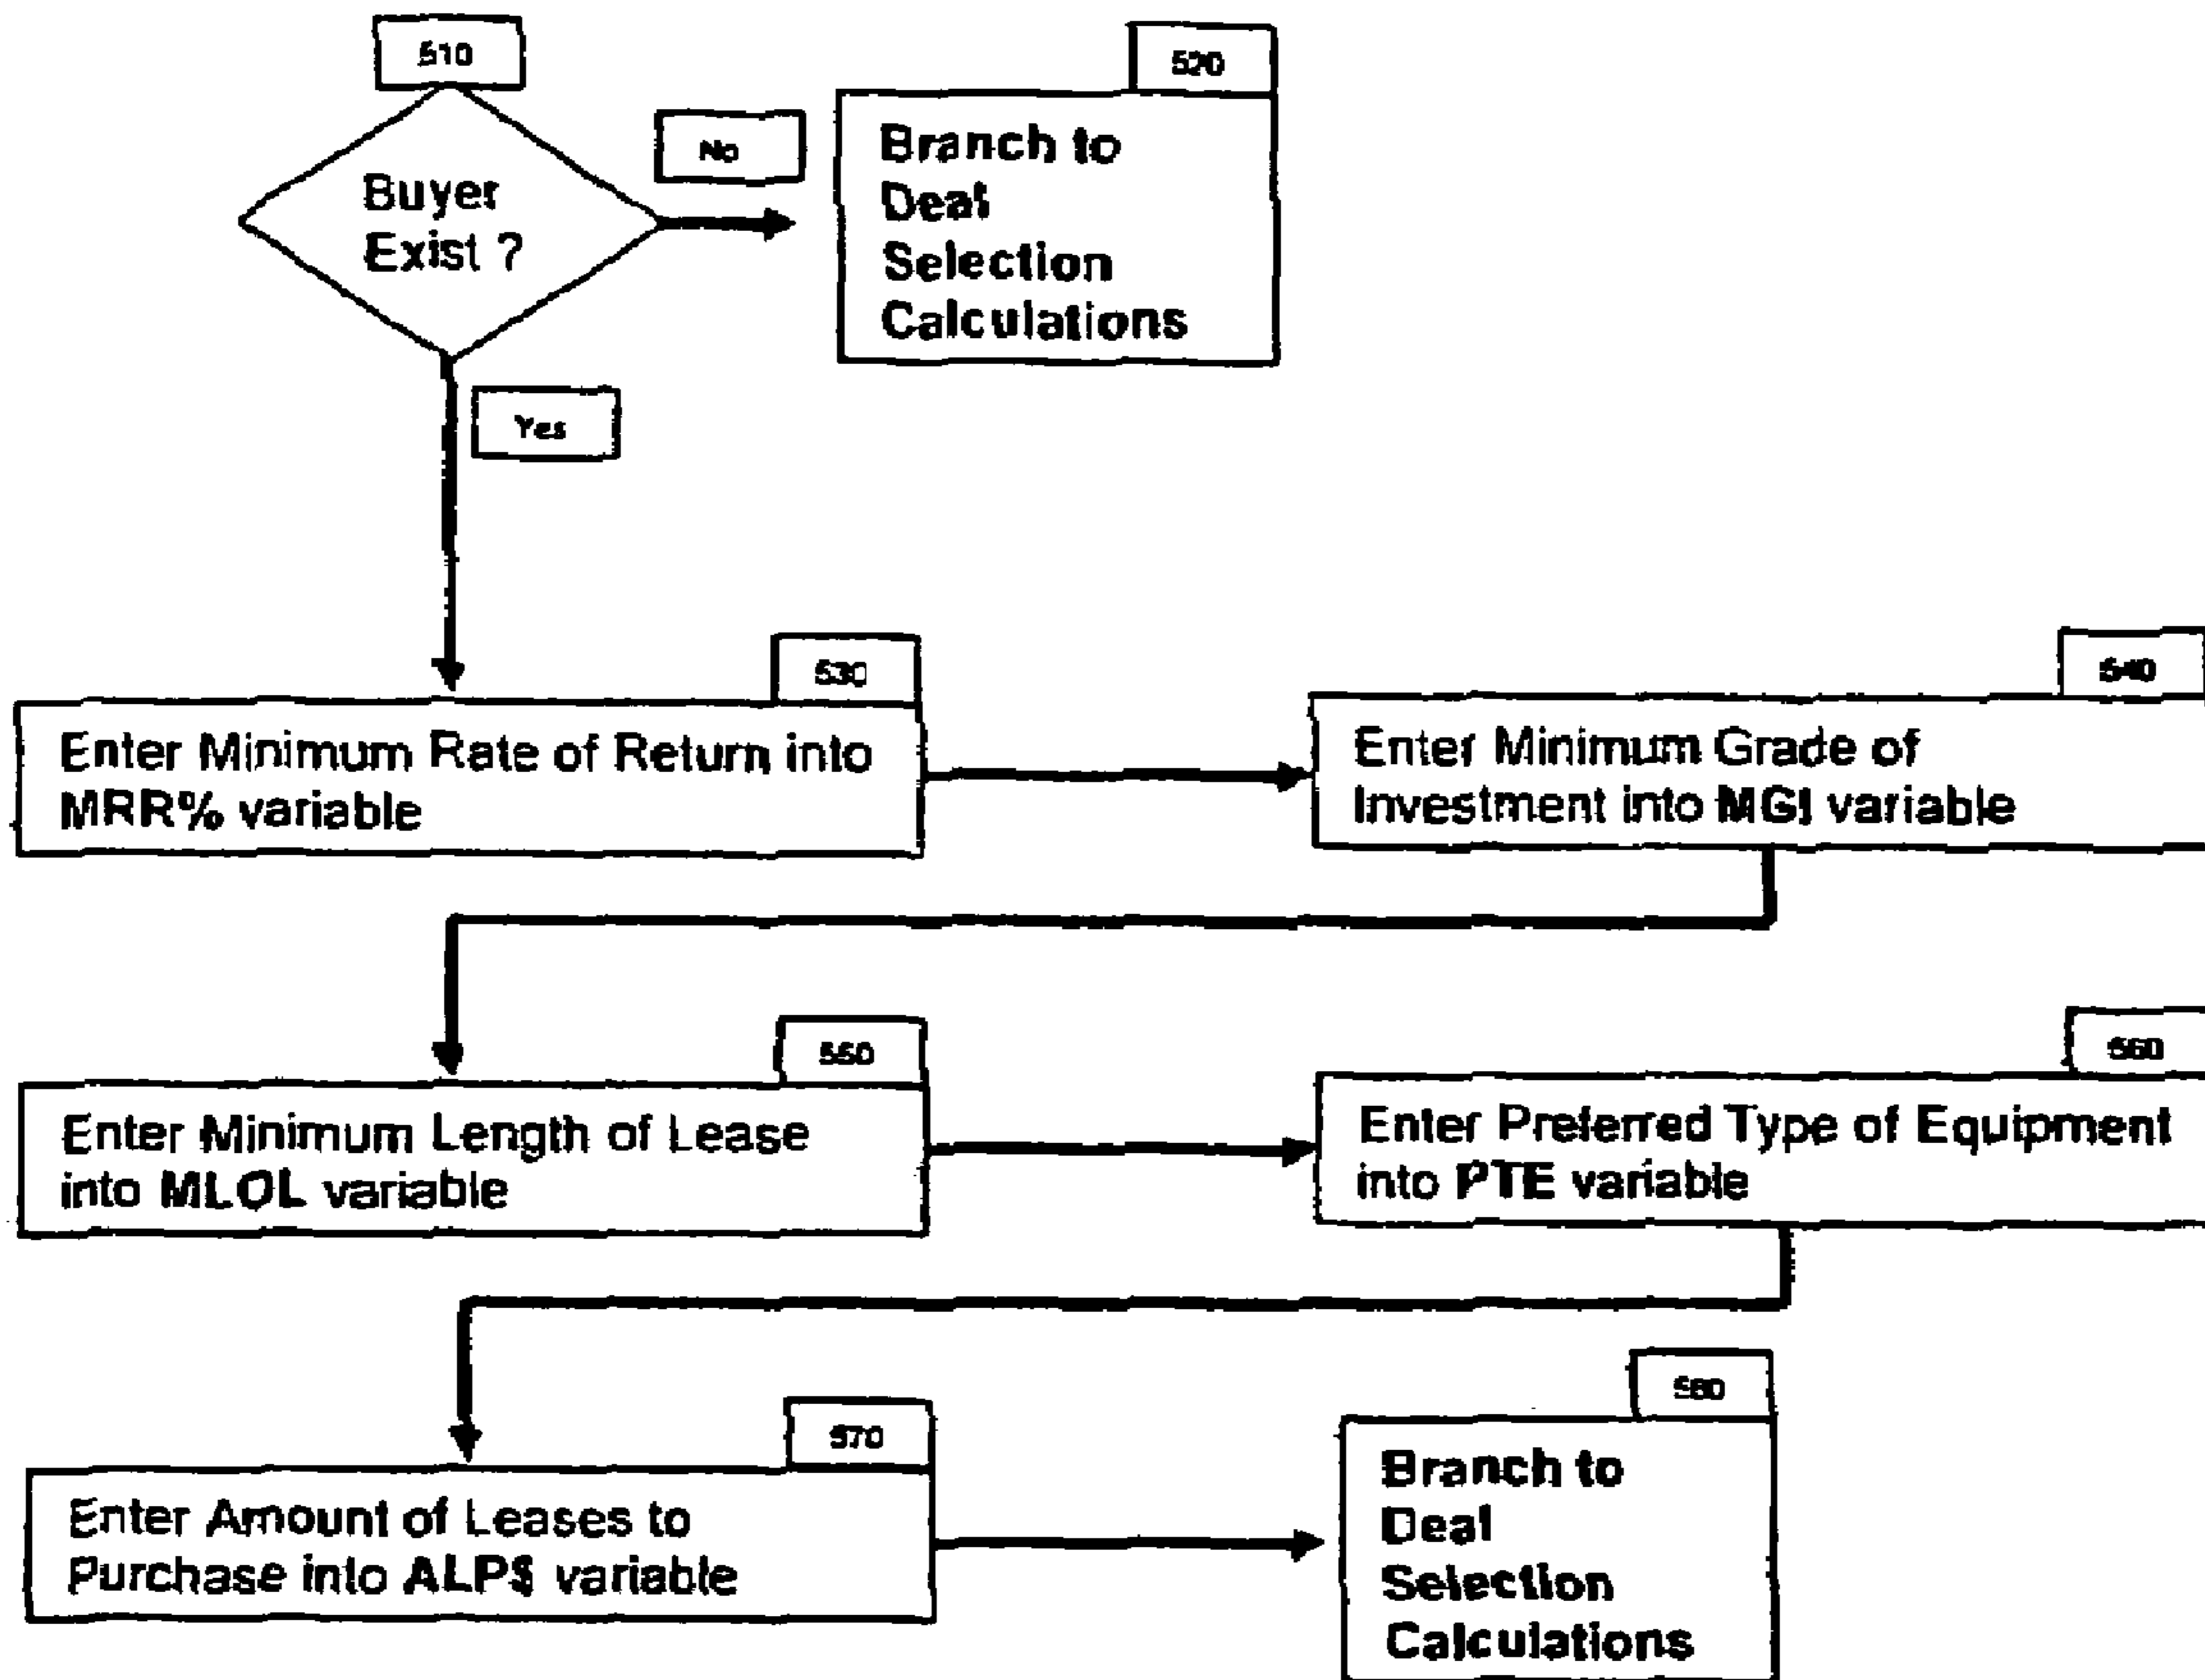 510
Buyer
Exist ?
No
520
Branch to
Deal
Selection
Calculations
Yes
530
Enter Minimum Rate of Return into
MRR% variable
540
Enter Minimum Grade of
Investment into MGI variable
550
Enter Minimum Length of Lease
into MLOL variable
560
Enter Preferred Type of Equipment
into PTE variable
570
Enter Amount of Leases to
Purchase into ALP$ variable
580
Branch to
Deal
Selection
Calculations